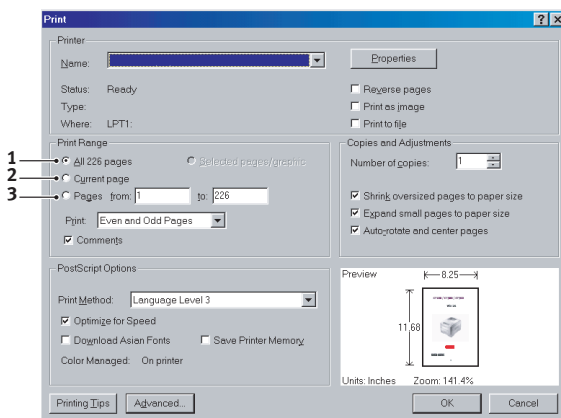 Print
Printer
Name:
Properties
Status: Ready
Type:
Where: LPT1:
Reverse pages
Print as image
Print to file
Print Range
1 All 226 pages
Selected pages/graphic
2 Current page
3 Pages from: 1 to: 226
Print: Even and Odd Pages
Comments
Copies and Adjustments
Number of copies: 1
Shrink oversized pages to paper size
Expand small pages to paper size
Auto-rotate and center pages
PostScript Options
Print Method: Language Level 3
Optimize for Speed
Download Asian Fonts Save Printer Memory
Color Managed: On printer
Preview
8.25
11.68
Units: Inches Zoom: 141.4%
Printing Tips Advanced... OK Cancel